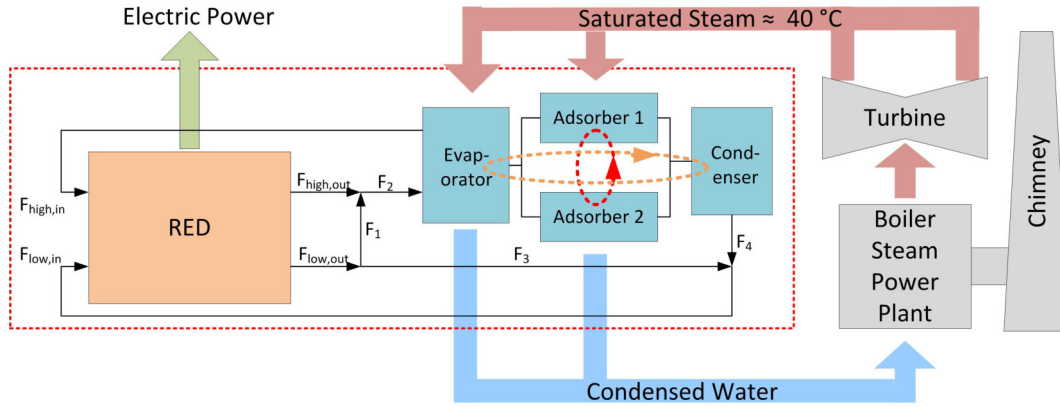 Electric Power
Saturated Steam ≈ 40 °C
Adsorber 1
Turbine
Chimney
Evap-
orator
Cond-
enser
F_high,in
F_high,out
F_2
RED
Adsorber 2
F_low,in
F_low,out
F_1
F_3
F_4
Boiler
Steam
Power
Plant
Condensed Water